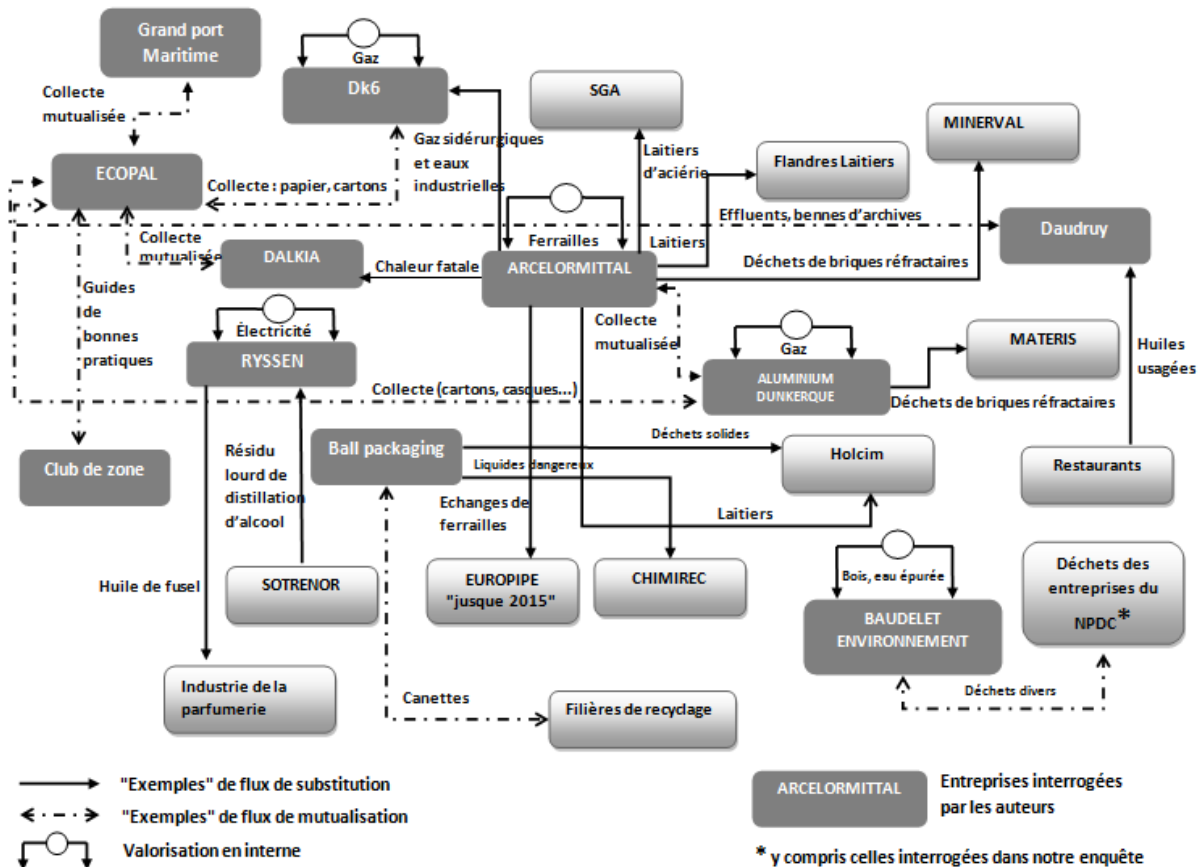 Grand port
Maritime
Gaz
Dk6
SGA
MINERVAL
Collecte
mutualisée
Gaz sidérurgiques
et eaux
industrielles
Laitiers
d'aciérie
Flandres Laitiers
ECOPAL
Collecte : papier, cartons
Effluents, bennes d'archives
Daudruy
Collecte
mutualisée
DALKIA
Chaleur fatale
Ferrailles
ARCELORMITTAL
Laitiers
Déchets de briques réfractaires
Guides
de
bonnes
pratiques
Électricité
RYSSEN
Collecte
mutualisée
Gaz
ALUMINIUM
DUNKERQUE
MATERIS
Huiles
usagées
Collecte (cartons, casques...)
Déchets de briques réfractaires
Club de zone
Résidu
lourd de
distillation
d'alcool
Ball packaging
Déchets solides
Liquides dangereux
Holcim
Restaurants
Echanges de
ferrailles
Laitiers
Huile de fusel
SOTRENOR
EUROPIPE
"jusque 2015"
CHIMIREC
Bois, eau épurée
BAUDELET
ENVIRONNEMENT
Déchets des
entreprises du
NPDC*
Industrie de la
parfumerie
Canettes
Filières de recyclage
Déchets divers
"Exemples" de flux de substitution
"Exemples" de flux de mutualisation
Valorisation en interne
ARCELORMITTAL
Entreprises interrogées
par les auteurs
* y compris celles interrogées dans notre enquête